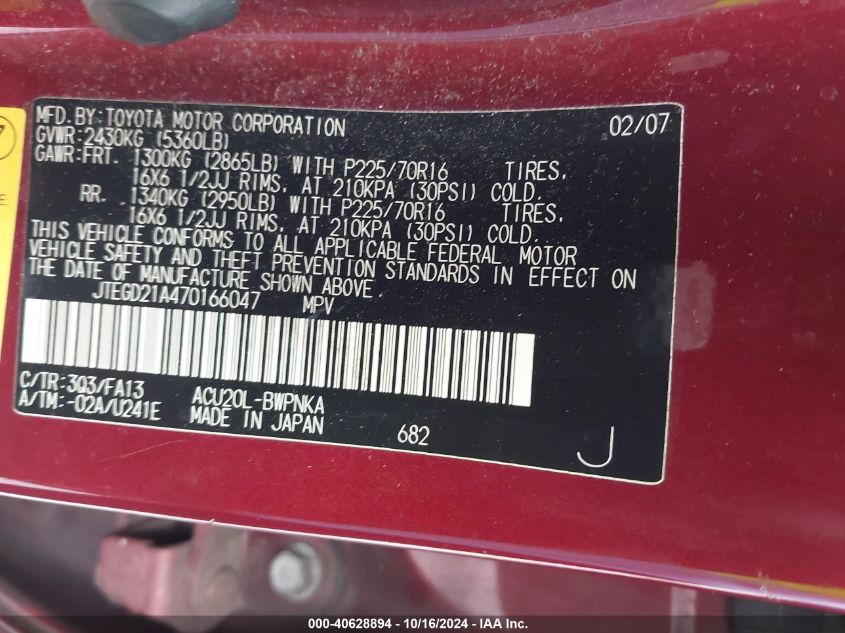 MFD. BY: TOYOTA MOTOR CORPORATION 02/07
GVWR: 2430KG (5360LB)
GAWR: FRT. 1300KG (2865LB) WITH P225/70R16 TIRES,
16X6 1/2JJ RIMS, AT 210KPA (30PSI) COLD.
RR. 1340KG (2950LB) WITH P225/70R16 TIRES,
16X6 1/2JJ RIMS, AT 210KPA (30PSI) COLD.
THIS VEHICLE CONFORMS TO ALL APPLICABLE FEDERAL MOTOR
VEHICLE SAFETY AND THEFT PREVENTION STANDARDS IN EFFECT ON
THE DATE OF MANUFACTURE SHOWN ABOVE.
JTEGD21A470166047 MPV
C/TR: 3Q3/FA13 ACU20L-BWPNKA
A/TM: -02A/U241E MADE IN JAPAN
682 J
000-40628894 - 10/16/2024 - IAA Inc.